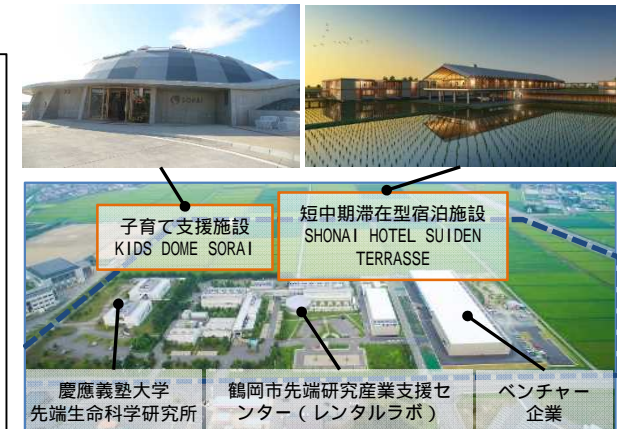 SORAI
子育て支援施設
KIDS DOME SORAI
短中期滞在型宿泊施設
SHONAI HOTEL SUIDEN
TERRASSE
慶應義塾大学
先端生命科学研究所
鶴岡市先端研究産業支援セ
ンター（レンタルラボ）
ベンチャー
企業